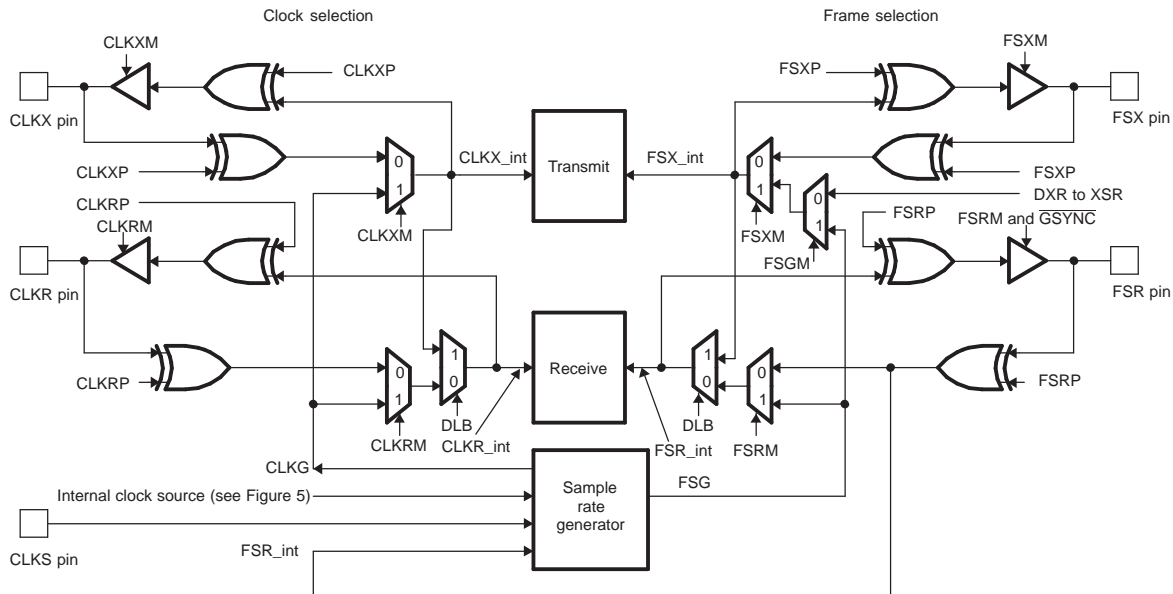 Clock selection
Frame selection
CLKXM
FSXM
CLKXP
FSXP
CLKX pin
FSX pin
0
CLKX_int
Transmit
FSX_int
0
1
1
CLKXP
FSXP
CLKRP
0
DXR to XSR
CLKRM
CLKXM
FSXM
1
FSRP
FSRM and GSYNC
FSGM
CLKR pin
FSR pin
0
1
1
0
Receive
1
0
0
1
CLKRP
FSRP
CLKRM
DLB
DLB
FSRM
CLKR_int
FSR_int
CLKG
FSG
Internal clock source (see Figure 5)
Sample
rate
generator
CLKS pin
FSR_int